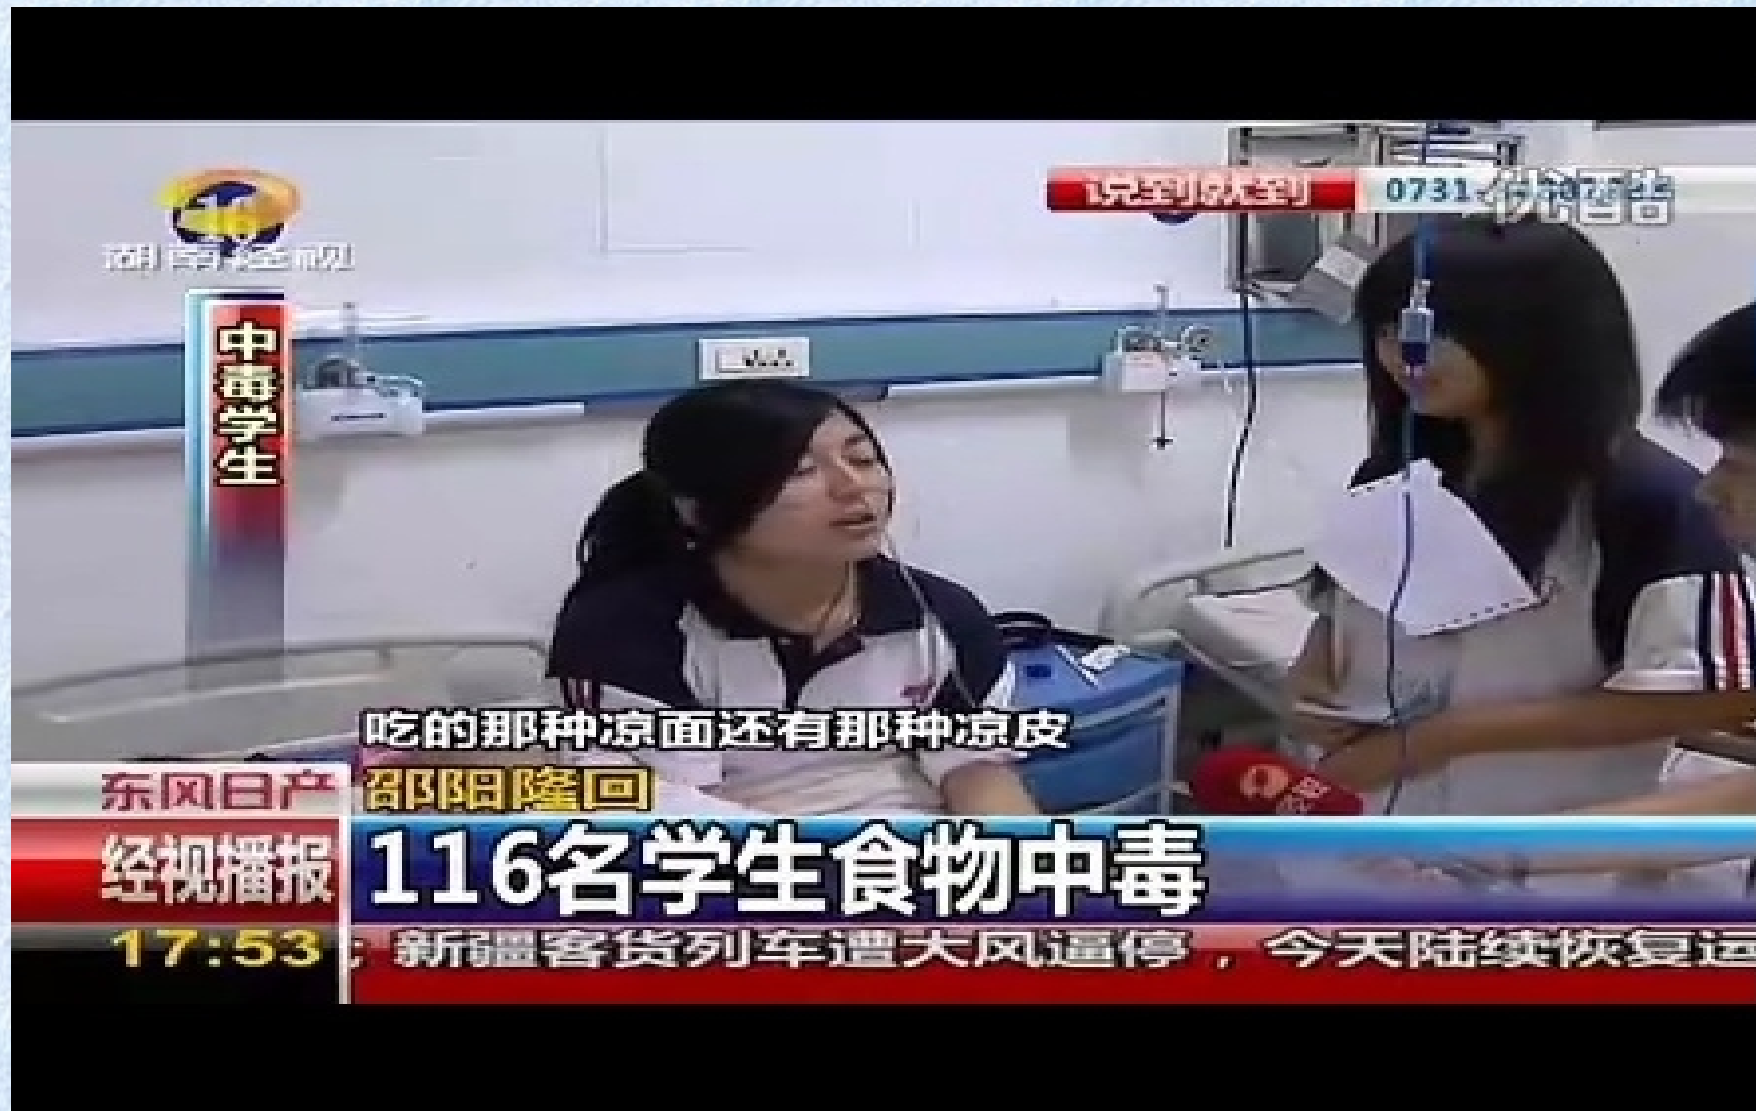 湖南经视
说到就到
0731
优酷
中毒学生
吃的那种凉面还有那种凉皮
东风日产
邵阳隆回
经视播报
116名学生食物中毒
17:53
；新疆客货列车遭大风逼停，今天陆续恢复运